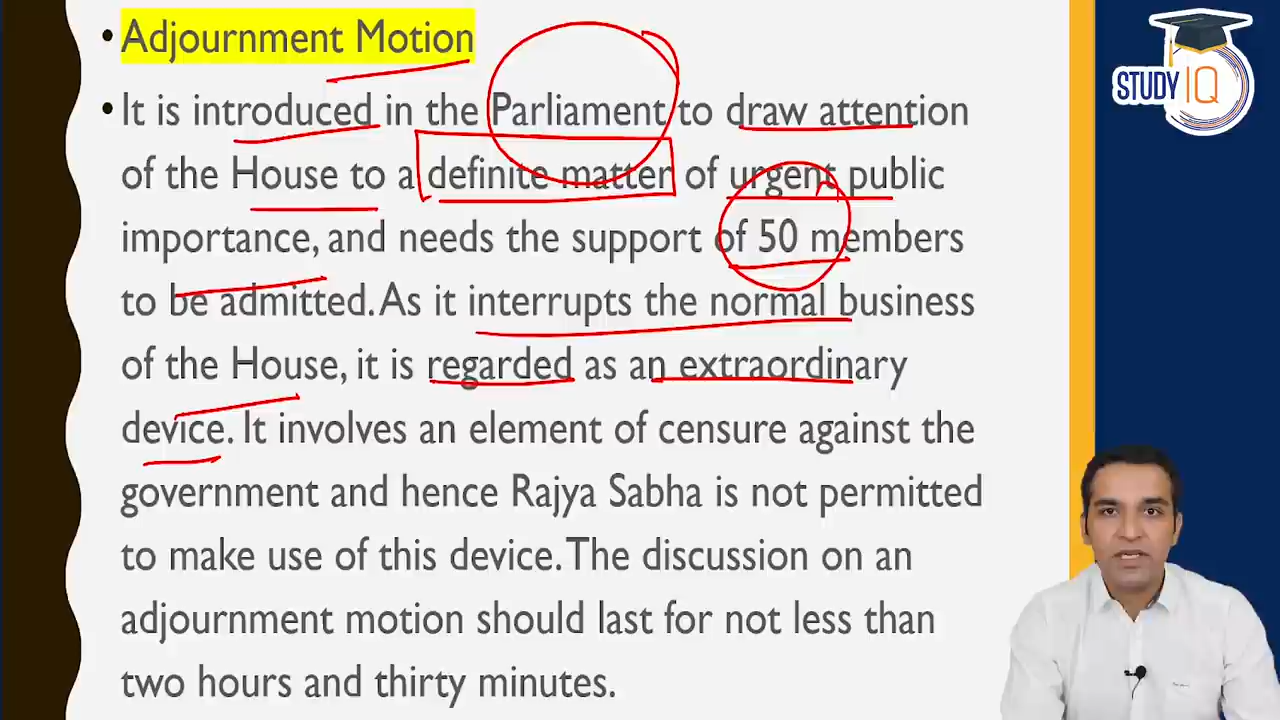 • Adjournment Motion
• It is introduced in the Parliament to draw attention
of the House to a definite matter of urgent public
importance, and needs the support of 50 members
to be admitted. As it interrupts the normal business
of the House, it is regarded as an extraordinary
device. It involves an element of censure against the
government and hence Rajya Sabha is not permitted
to make use of this device. The discussion on an
adjournment motion should last for not less than
two hours and thirty minutes.
STUDY IQ